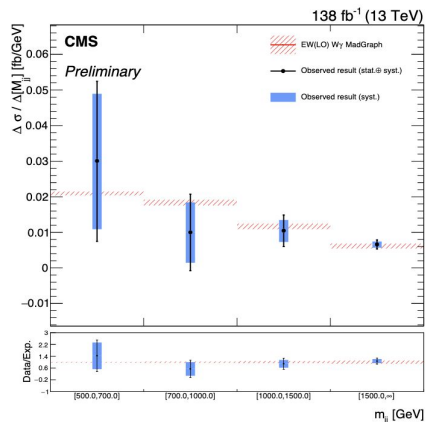 138 fb⁻¹ (13 TeV)
CMS
Preliminary
EW(LO) Wγ MadGraph
Observed result (stat.⊕ syst.)
Observed result (syst.)
Δ σ / Δ[M_jj] [fb/GeV]
0.06
0.05
0.04
0.03
0.02
0.01
0
−0.01
Data/Exp.
3
2.2
1.4
0.6
−0.2
−1
[500.0,700.0]
[700.0,1000.0]
[1000.0,1500.0]
[1500.0,∞]
m_jj [GeV]